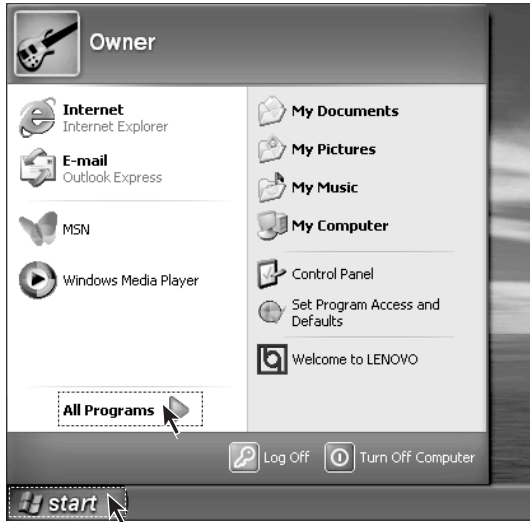 Owner
Internet
Internet Explorer
E-mail
Outlook Express
MSN
Windows Media Player
All Programs
My Documents
My Pictures
My Music
My Computer
Control Panel
Set Program Access and
Defaults
Welcome to LENOVO
Log Off
Turn Off Computer
start